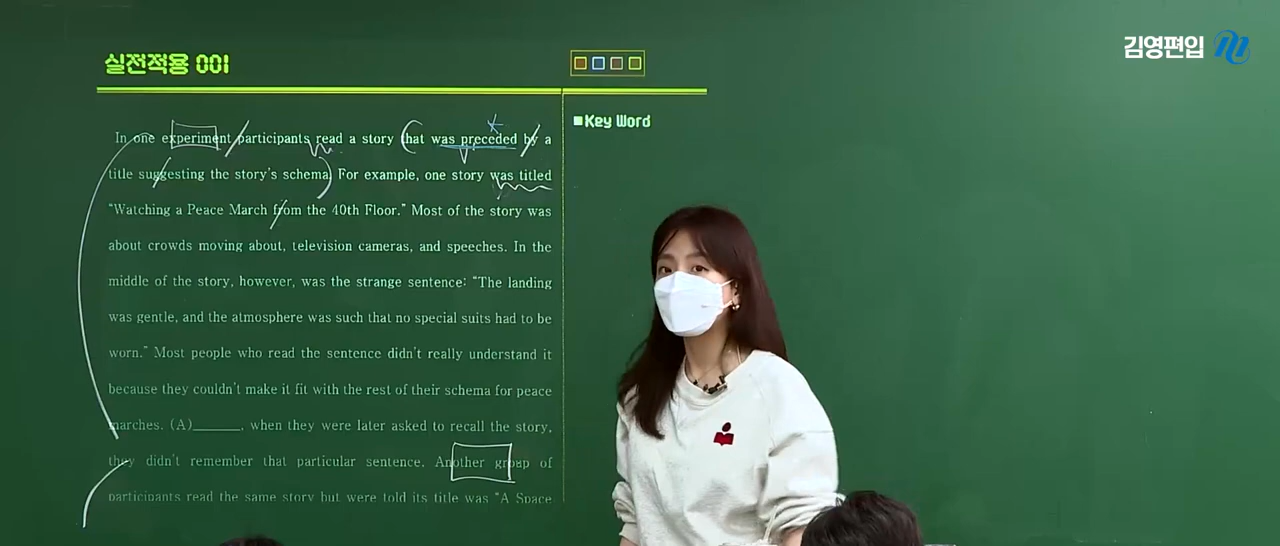 김영편입
실전적용 001
■Key Word
In one experiment participants read a story that was preceded by a
title suggesting the story's schema. For example, one story was titled
“Watching a Peace March from the 40th Floor.” Most of the story was
about crowds moving about, television cameras, and speeches. In the
middle of the story, however, was the strange sentence: “The landing
was gentle, and the atmosphere was such that no special suits had to be
worn.” Most people who read the sentence didn't really understand it
because they couldn't make it fit with the rest of their schema for peace
marches. (A)______, when they were later asked to recall the story,
they didn't remember that particular sentence. Another group of
participants read the same story but were told its title was “A Space